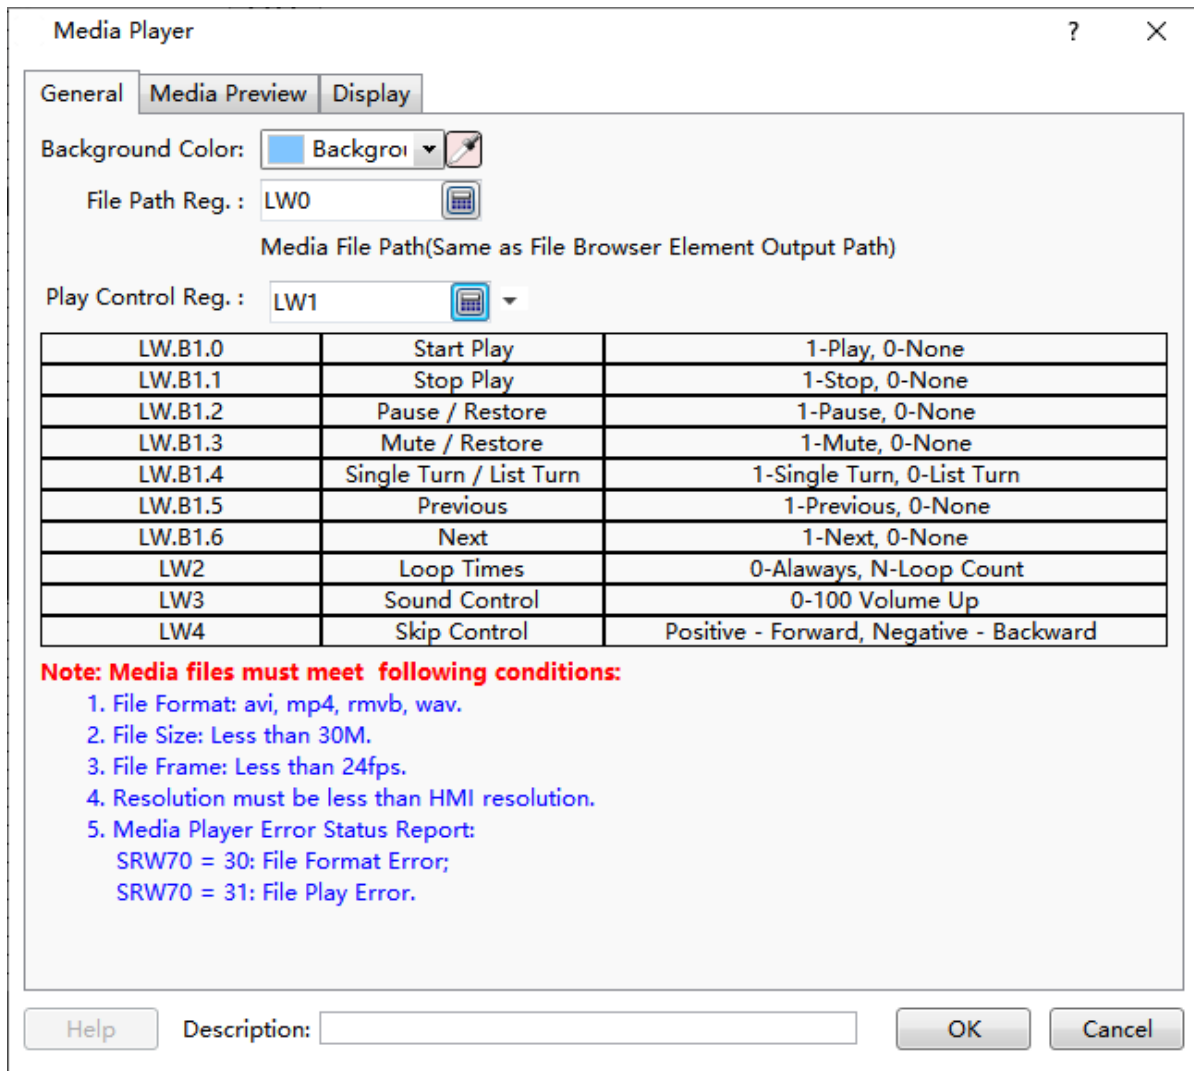 Media Player
?
General Media Preview Display
Background Color: Backgro
File Path Reg. : LW0
Media File Path(Same as File Browser Element Output Path)
Play Control Reg. : LW1
LW.B1.0 Start Play 1-Play, 0-None
LW.B1.1 Stop Play 1-Stop, 0-None
LW.B1.2 Pause / Restore 1-Pause, 0-None
LW.B1.3 Mute / Restore 1-Mute, 0-None
LW.B1.4 Single Turn / List Turn 1-Single Turn, 0-List Turn
LW.B1.5 Previous 1-Previous, 0-None
LW.B1.6 Next 1-Next, 0-None
LW2 Loop Times 0-Alaways, N-Loop Count
LW3 Sound Control 0-100 Volume Up
LW4 Skip Control Positive - Forward, Negative - Backward
Note: Media files must meet following conditions:
1. File Format: avi, mp4, rmvb, wav.
2. File Size: Less than 30M.
3. File Frame: Less than 24fps.
4. Resolution must be less than HMI resolution.
5. Media Player Error Status Report:
SRW70 = 30: File Format Error;
SRW70 = 31: File Play Error.
Help Description: OK Cancel